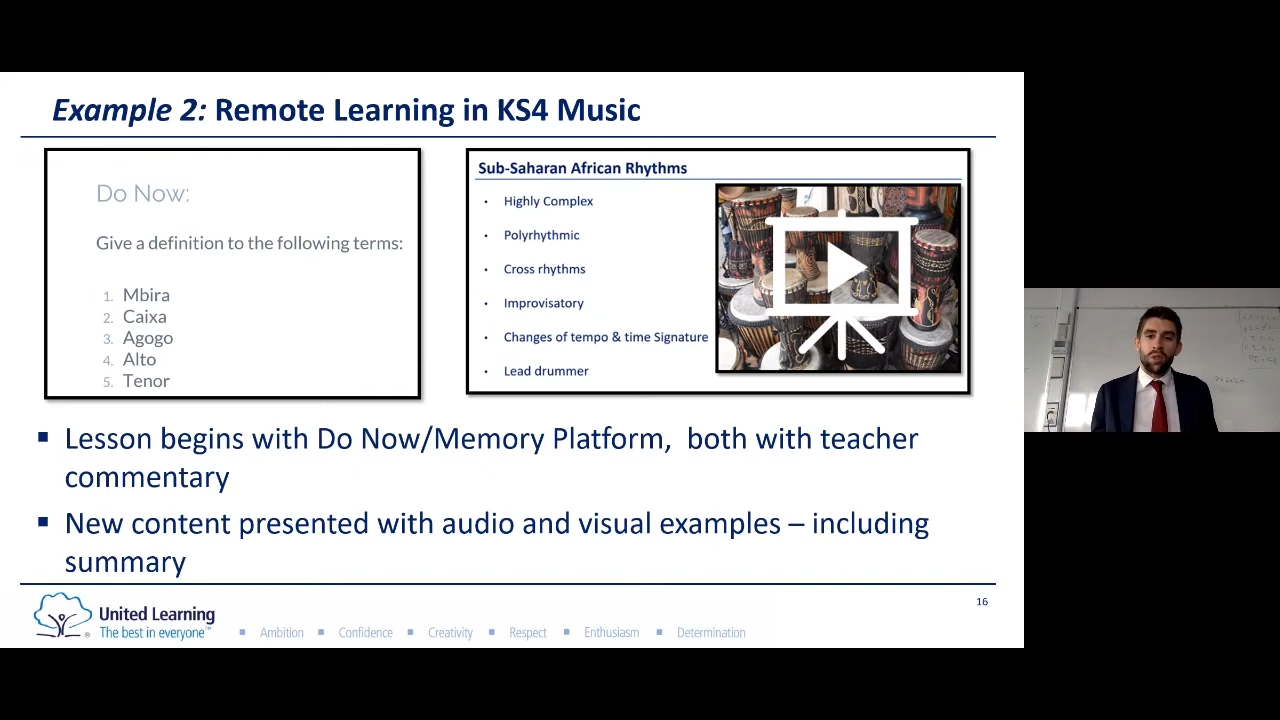 Example 2: Remote Learning in KS4 Music
Do Now:
Give a definition to the following terms:
1. Mbira
2. Caixa
3. Agogo
4. Alto
5. Tenor
Sub-Saharan African Rhythms
• Highly Complex
• Polyrhythmic
• Cross rhythms
• Improvisatory
• Changes of tempo & time Signature
• Lead drummer
▪ Lesson begins with Do Now/Memory Platform, both with teacher
commentary
▪ New content presented with audio and visual examples – including
summary
16
United Learning
The best in everyone™
▪ Ambition ▪ Confidence ▪ Creativity ▪ Respect ▪ Enthusiasm ▪ Determination